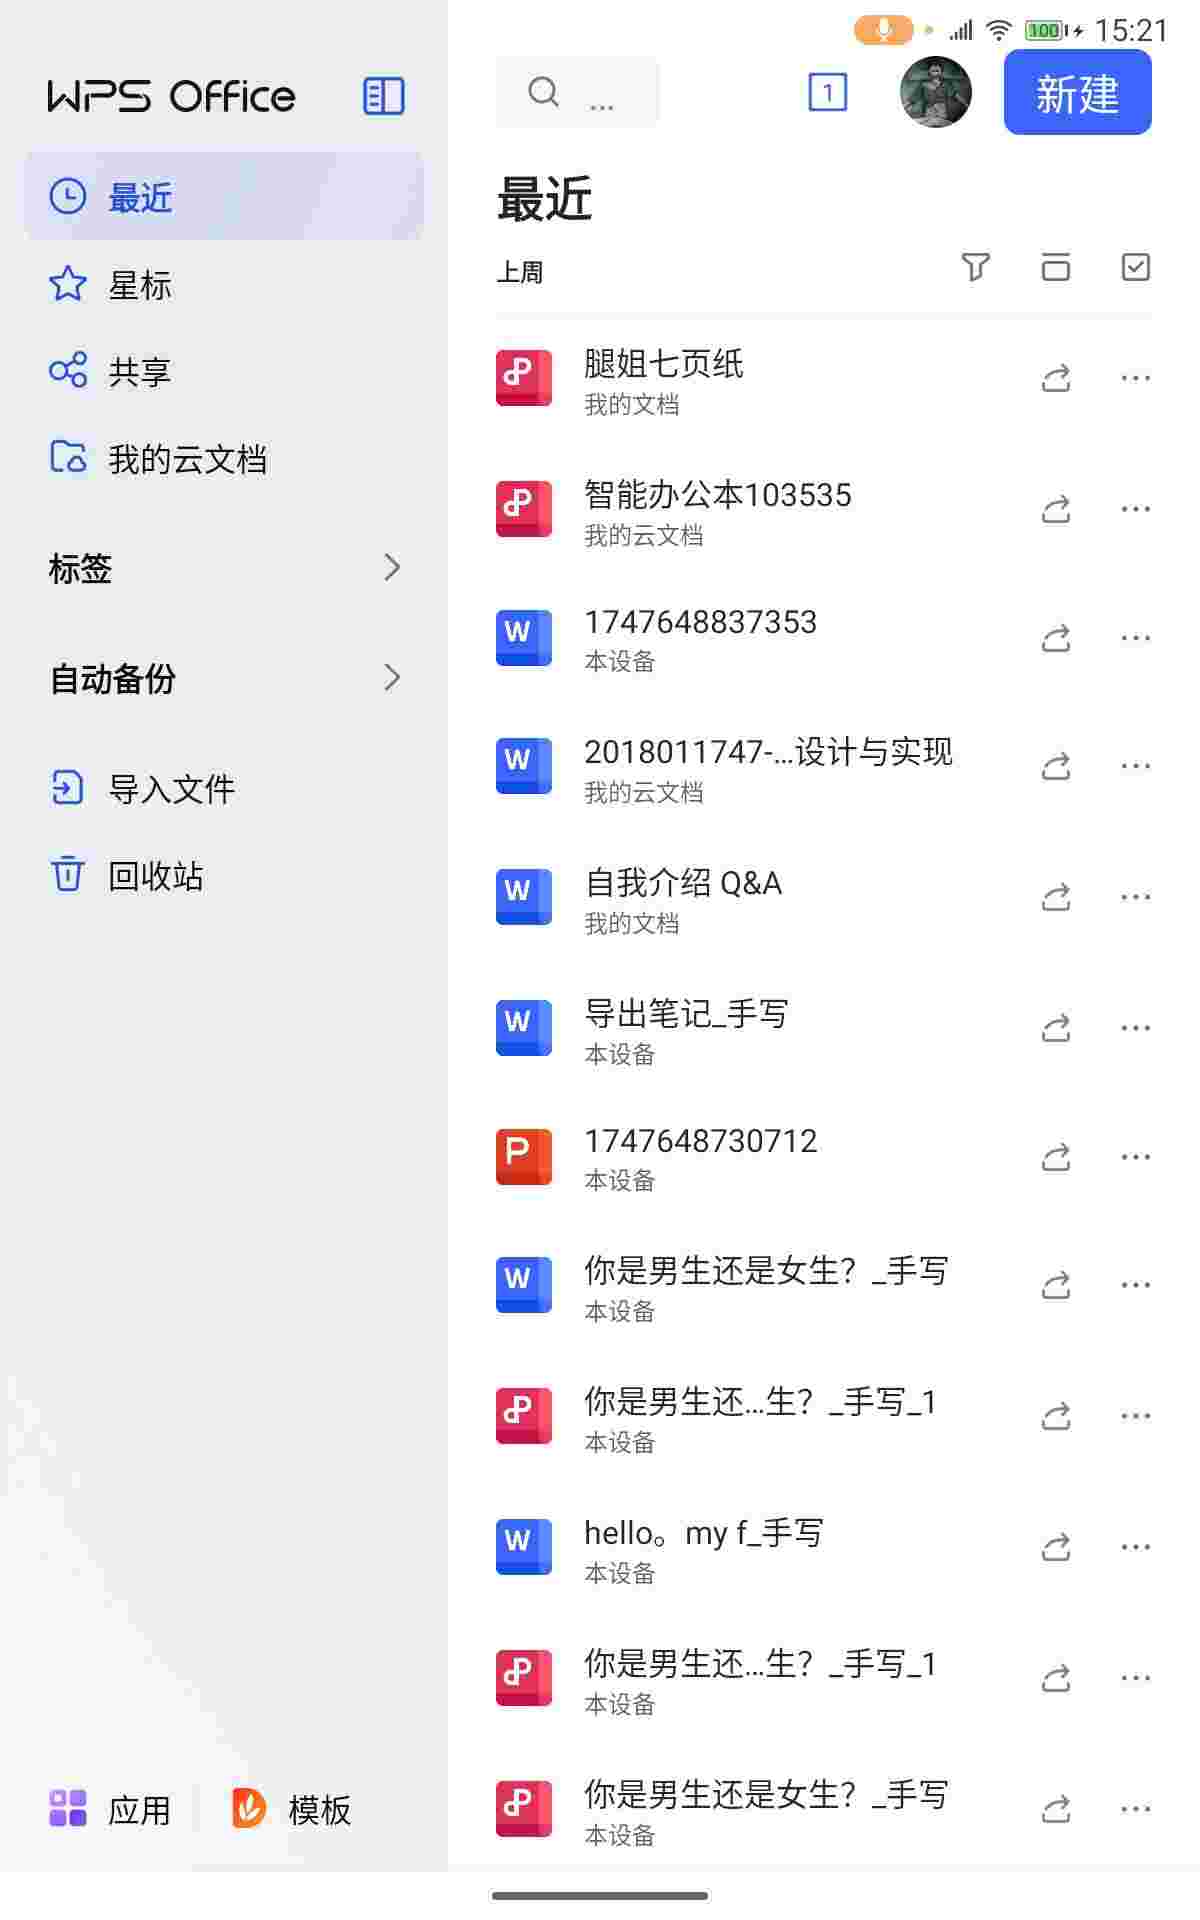 100 15:21
WPS Office
... 1 新建
最近
星标
共享
我的云文档
标签
自动备份
导入文件
回收站
应用
模板
最近
上周
腿姐七页纸
我的文档
智能办公本103535
我的云文档
1747648837353
本设备
2018011747-...设计与实现
我的云文档
自我介绍 Q&A
我的文档
导出笔记_手写
本设备
1747648730712
本设备
你是男生还是女生？_手写
本设备
你是男生还...生？_手写_1
本设备
hello。my f_手写
本设备
你是男生还...生？_手写_1
本设备
你是男生还是女生？_手写
本设备